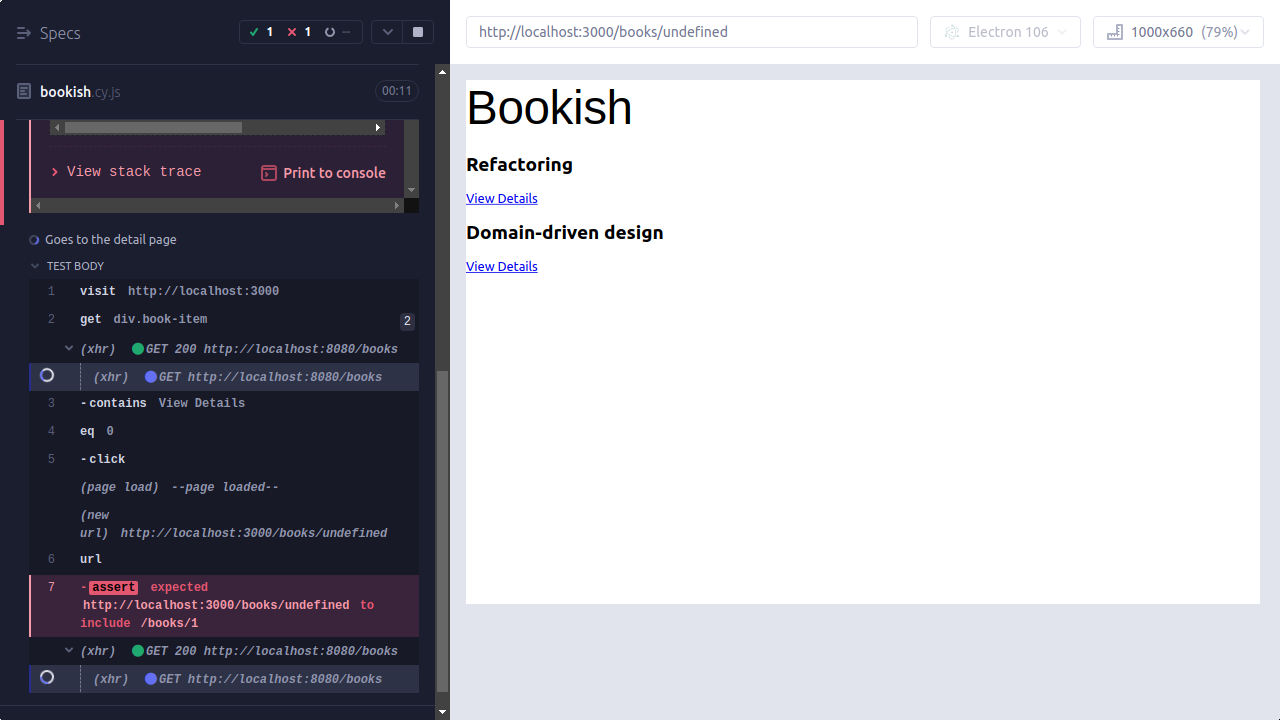 Specs
1
1
--
http://localhost:3000/books/undefined
Electron 106
1000x660 (79%)
bookish.cy.js
00:11
View stack trace
Print to console
Goes to the detail page
TEST BODY
1 visit http://localhost:3000
2 get div.book-item 2
(xhr) GET 200 http://localhost:8080/books
(xhr) GET http://localhost:8080/books
3 -contains View Details
4 eq 0
5 -click
(page load) --page loaded--
(new
url) http://localhost:3000/books/undefined
6 url
7 -assert expected
http://localhost:3000/books/undefined to
include /books/1
(xhr) GET 200 http://localhost:8080/books
(xhr) GET http://localhost:8080/books
Bookish
Refactoring
View Details
Domain-driven design
View Details